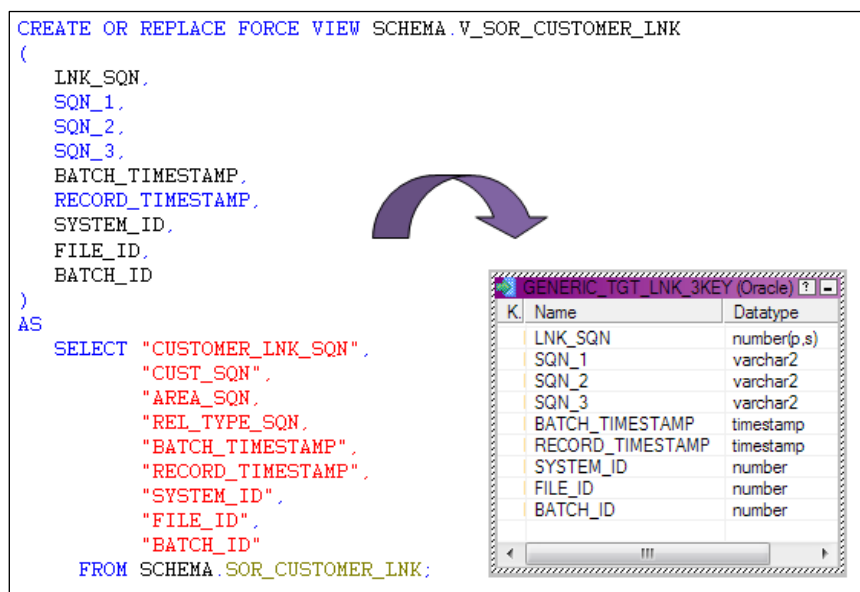 CREATE OR REPLACE FORCE VIEW SCHEMA.V_SOR_CUSTOMER_LNK
(
LNK_SQN,
SQN_1,
SQN_2,
SQN_3,
BATCH_TIMESTAMP,
RECORD_TIMESTAMP,
SYSTEM_ID,
FILE_ID,
BATCH_ID
)
AS
SELECT "CUSTOMER_LNK_SQN",
"CUST_SQN",
"AREA_SQN,
"REL_TYPE_SQN,
"BATCH_TIMESTAMP",
"RECORD_TIMESTAMP",
"SYSTEM_ID",
"FILE_ID",
"BATCH_ID"
FROM SCHEMA.SOR_CUSTOMER_LNK;
GENERIC_TGT_LNK_3KEY (Oracle) ?
K. Name Datatype
LNK_SQN number(p,s)
SQN_1 varchar2
SQN_2 varchar2
SQN_3 varchar2
BATCH_TIMESTAMP timestamp
RECORD_TIMESTAMP timestamp
SYSTEM_ID number
FILE_ID number
BATCH_ID number